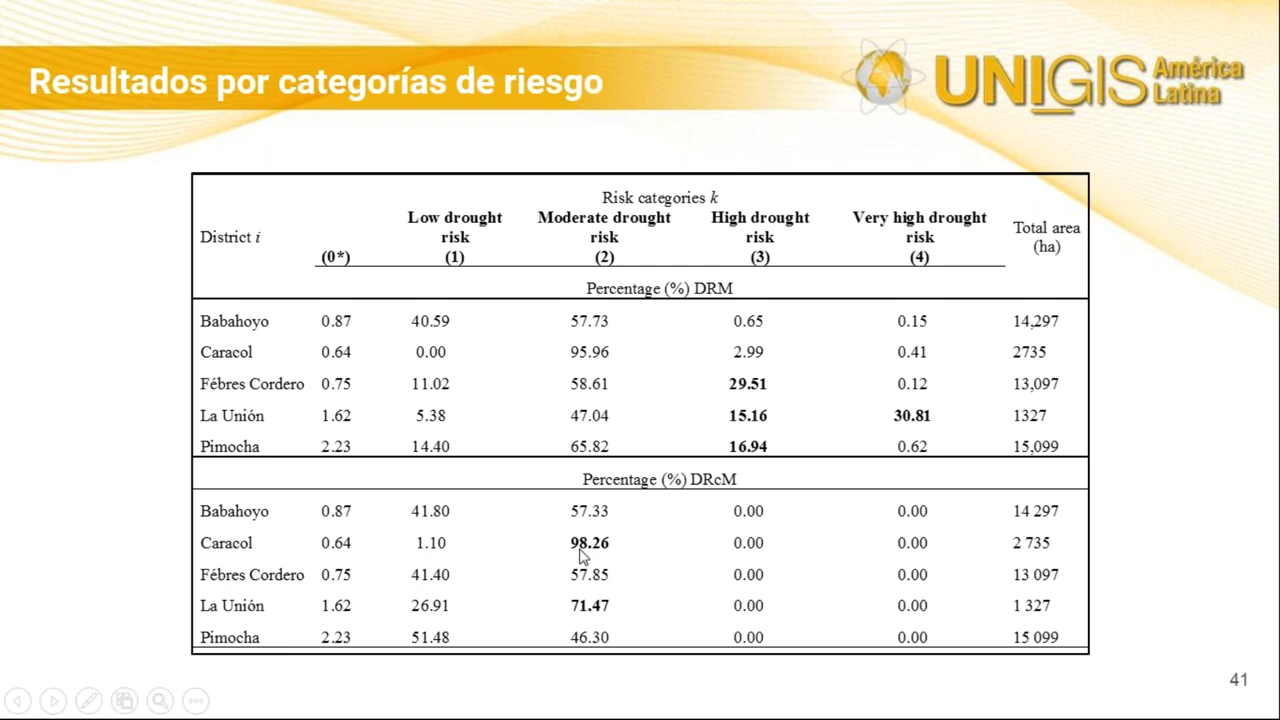 Resultados por categorías de riesgo
UNIGIS América Latina
Risk categories k
District i (0*) Low drought risk (1) Moderate drought risk (2) High drought risk (3) Very high drought risk (4) Total area (ha)
Percentage (%) DRM
Babahoyo 0.87 40.59 57.73 0.65 0.15 14,297
Caracol 0.64 0.00 95.96 2.99 0.41 2735
Fébres Cordero 0.75 11.02 58.61 29.51 0.12 13,097
La Unión 1.62 5.38 47.04 15.16 30.81 1327
Pimocha 2.23 14.40 65.82 16.94 0.62 15,099
Percentage (%) DRcM
Babahoyo 0.87 41.80 57.33 0.00 0.00 14 297
Caracol 0.64 1.10 98.26 0.00 0.00 2 735
Fébres Cordero 0.75 41.40 57.85 0.00 0.00 13 097
La Unión 1.62 26.91 71.47 0.00 0.00 1 327
Pimocha 2.23 51.48 46.30 0.00 0.00 15 099
41